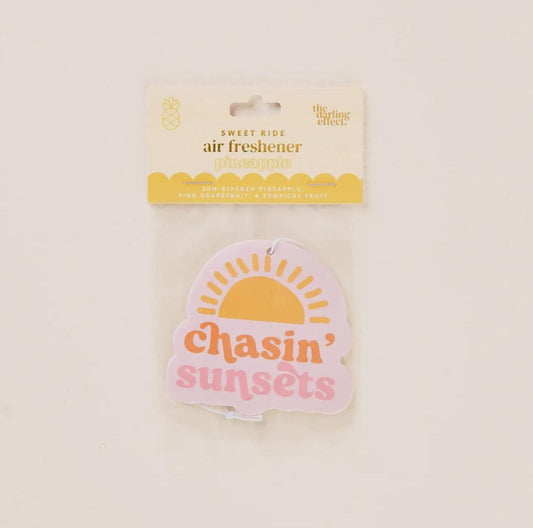 SWEET RIDE
air freshener
pineapple
the
darling
effect.
SUN-RIPENED PINEAPPLE,
PINK GRAPEFRUIT, & TROPICAL FRUIT
chasin'
sunsets